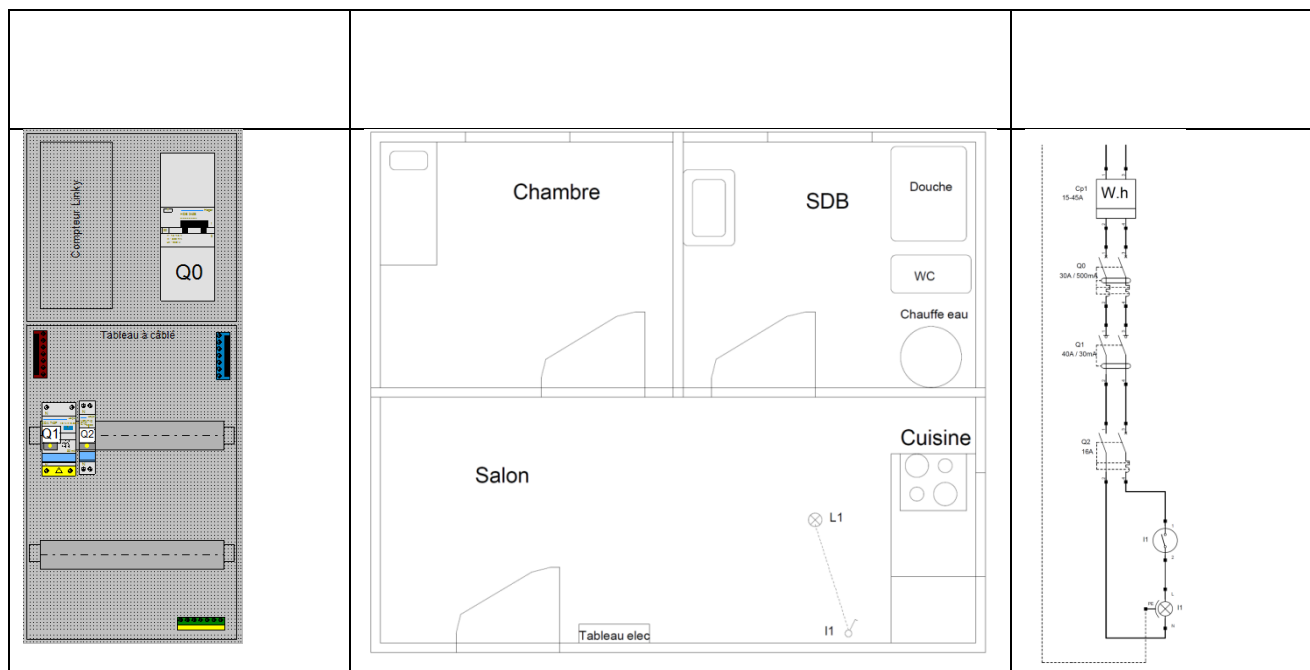 Compteur Linky
Q0
Tableau à câblé
Q1
Q2
Chambre
SDB
Douche
WC
Chauffe eau
Salon
Cuisine
L1
I1
Tableau elec
Cp1
15-45A
W.h
Q0
30A / 500mA
Q1
40A / 30mA
Q2
16A
I1
I1
L
PE
N